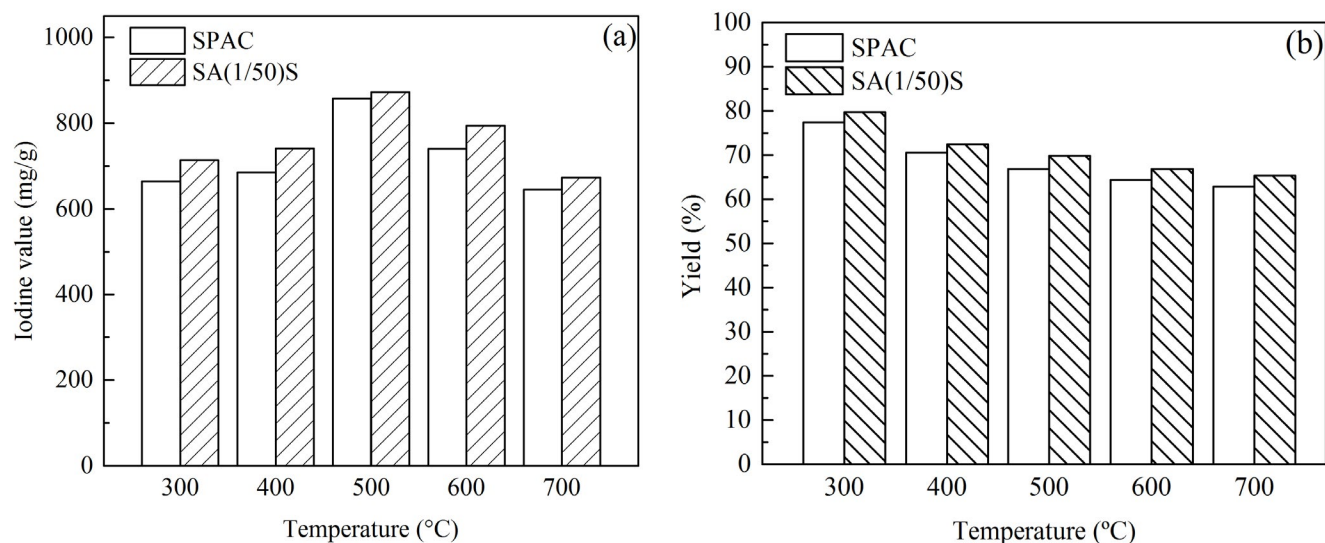 (a)
SPAC
SA(1/50)S
1000
800
600
400
200
0
Iodine value (mg/g)
300 400 500 600 700
Temperature (°C)
(b)
SPAC
SA(1/50)S
100
90
80
70
60
50
40
30
20
10
0
Yield (%)
300 400 500 600 700
Temperature (ºC)